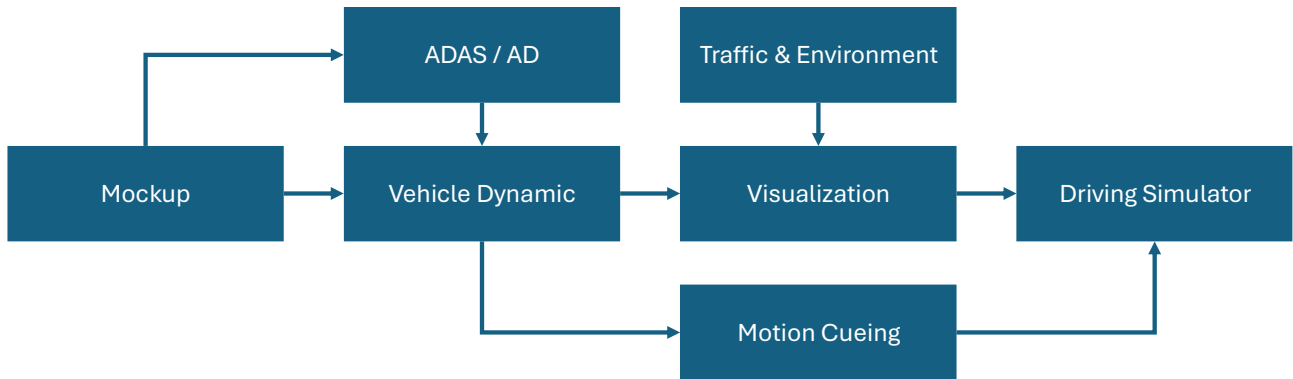 ADAS / AD
Traffic & Environment
Mockup
Vehicle Dynamic
Visualization
Driving Simulator
Motion Cueing